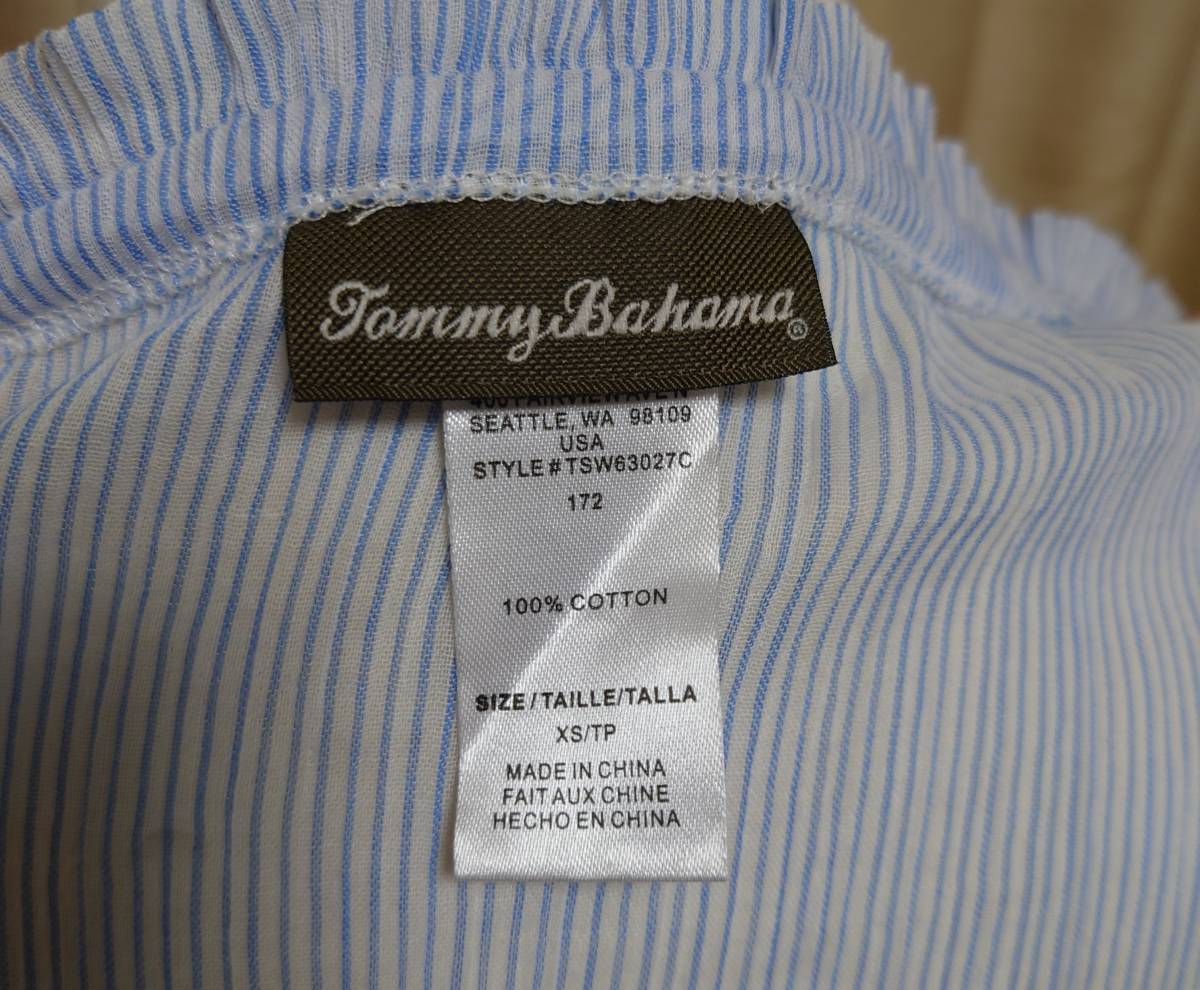 Tommy Bahama
®
SEATTLE, WA 98109
USA
STYLE # TSW63027C
172
100% COTTON
SIZE/TAILLE/TALLA
XS/TP
MADE IN CHINA
FAIT AUX CHINE
HECHO EN CHINA